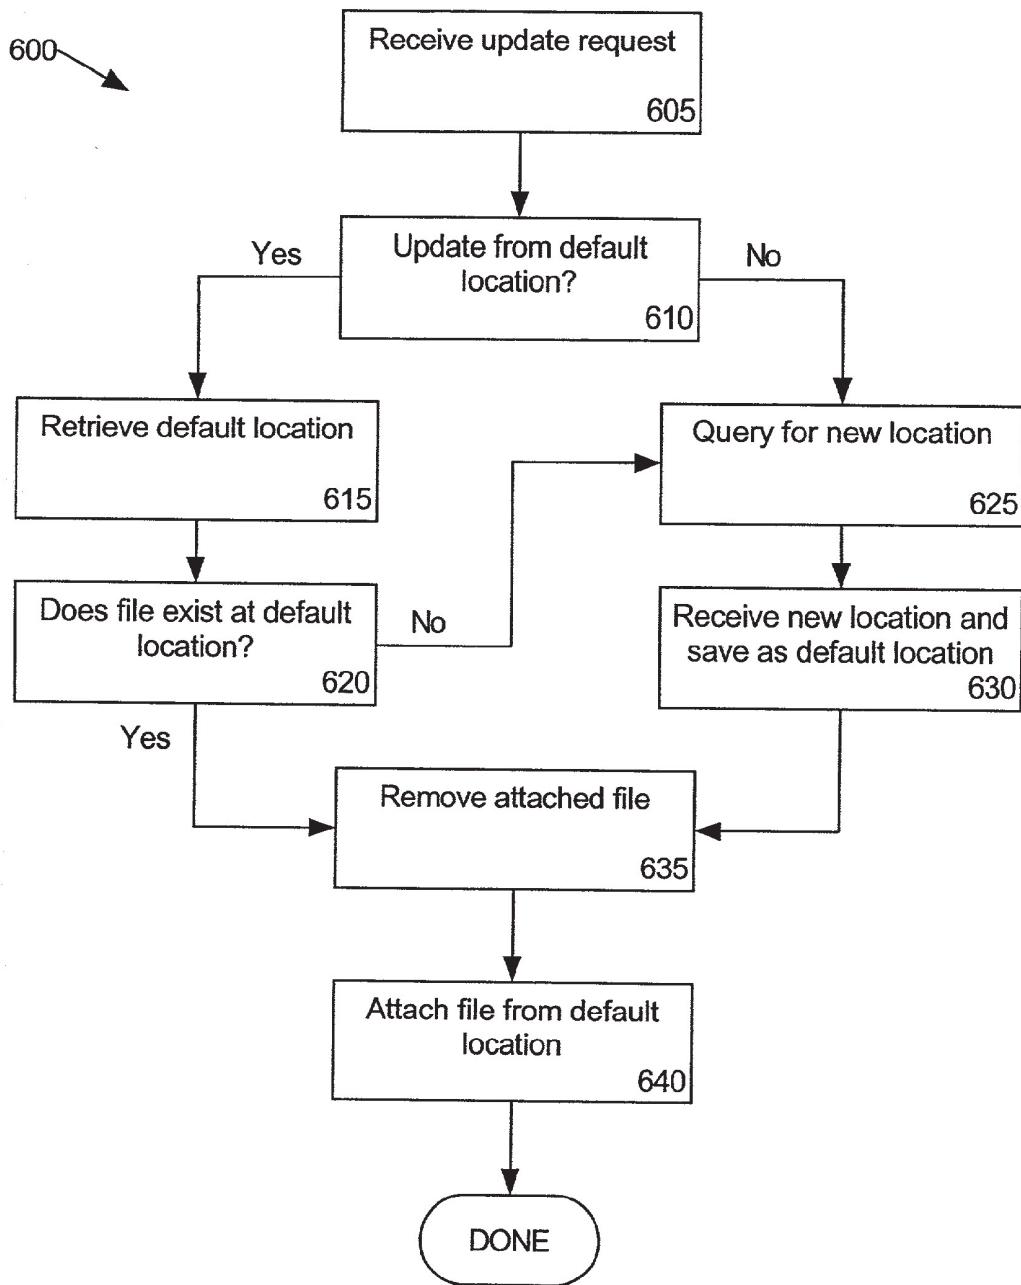 600
Receive update request
605
Update from default
location?
610
Yes
No
Retrieve default location
615
Query for new location
625
Does file exist at default
location?
620
No
Receive new location and
save as default location
630
Yes
Remove attached file
635
Attach file from default
location
640
DONE